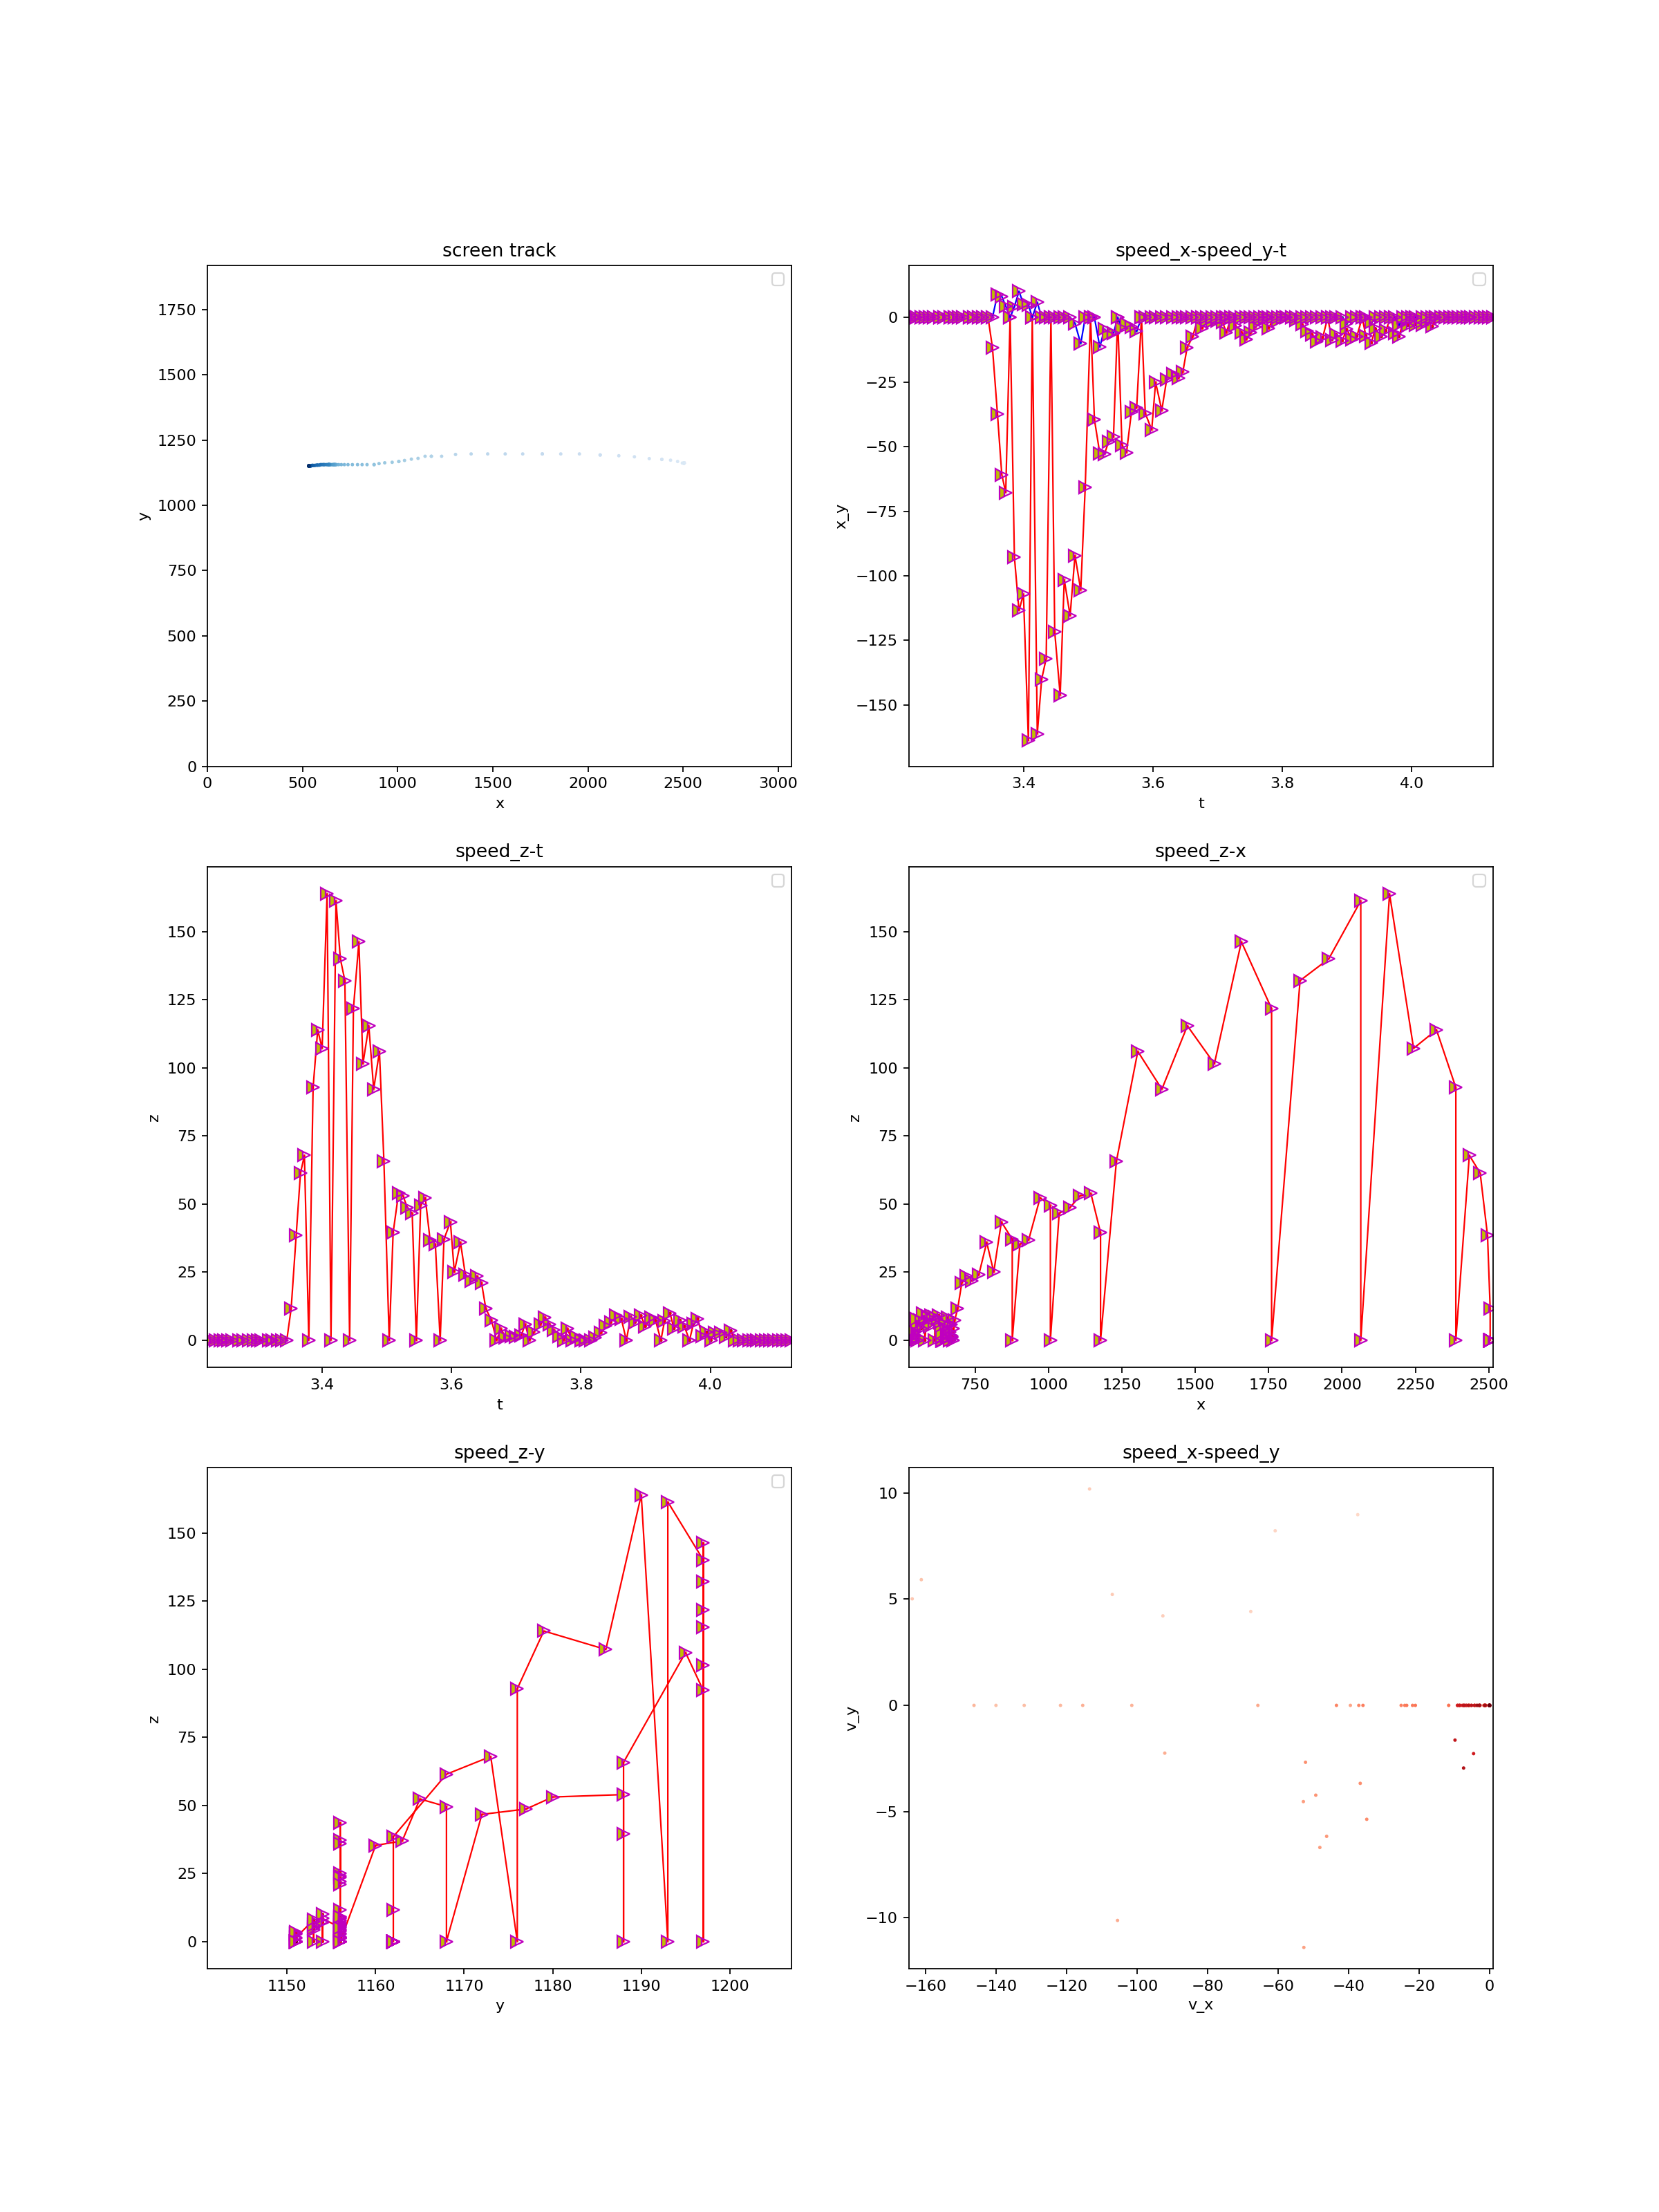 screen track
1750
1500
1250
1000
750
500
250
0
y
0 500 1000 1500 2000 2500 3000
x
speed_x-speed_y-t
0
−25
−50
−75
−100
−125
−150
x_y
3.4 3.6 3.8 4.0
t
speed_z-t
150
125
100
75
50
25
0
z
3.4 3.6 3.8 4.0
t
speed_z-x
150
125
100
75
50
25
0
z
750 1000 1250 1500 1750 2000 2250 2500
x
speed_z-y
150
125
100
75
50
25
0
z
1150 1160 1170 1180 1190 1200
y
speed_x-speed_y
10
5
0
−5
−10
v_y
−160 −140 −120 −100 −80 −60 −40 −20 0
v_x